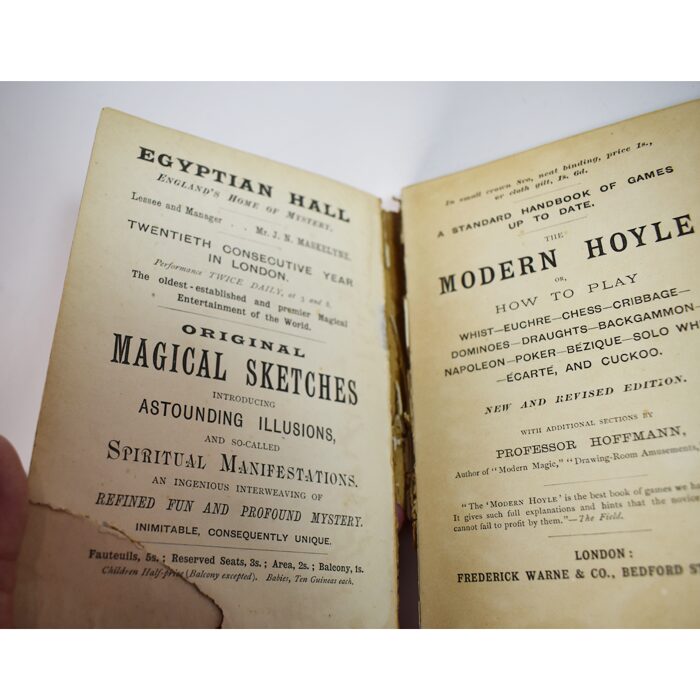 EGYPTIAN HALL
ENGLAND'S HOME OF MYSTERY.
Lessee and Manager . . Mr. J. N. MASKELYNE.
TWENTIETH CONSECUTIVE YEAR
IN LONDON.
Performance TWICE DAILY, at 3 and 8.
The oldest-established and premier Magical
Entertainment of the World.
ORIGINAL
MAGICAL SKETCHES
INTRODUCING
ASTOUNDING ILLUSIONS,
AND SO-CALLED
SPIRITUAL MANIFESTATIONS.
AN INGENIOUS INTERWEAVING OF
REFINED FUN AND PROFOUND MYSTERY.
INIMITABLE, CONSEQUENTLY UNIQUE.
Fauteuils, 5s.; Reserved Seats, 3s.; Area, 2s.; Balcony, 1s.
Children Half-price (Balcony excepted). Babies, Ten Guineas each.
In small crown 8vo, neat binding, price 1s.,
or cloth gilt, 1s. 6d.
A STANDARD HANDBOOK OF GAMES
UP TO DATE.
THE
MODERN HOYLE
OR,
HOW TO PLAY
WHIST—EUCHRE—CHESS—CRIBBAGE—
DOMINOES—DRAUGHTS—BACKGAMMON—
NAPOLEON—POKER—BÉZIQUE—SOLO WHI
—ÉCARTÉ, AND CUCKOO.
NEW AND REVISED EDITION.
WITH ADDITIONAL SECTIONS BY
PROFESSOR HOFFMANN,
Author of "Modern Magic," "Drawing-Room Amusements,
"The 'MODERN HOYLE' is the best book of games we ha
It gives such full explanations and hints that the novi
cannot fail to profit by them."—The Field.
LONDON:
FREDERICK WARNE & CO., BEDFORD ST